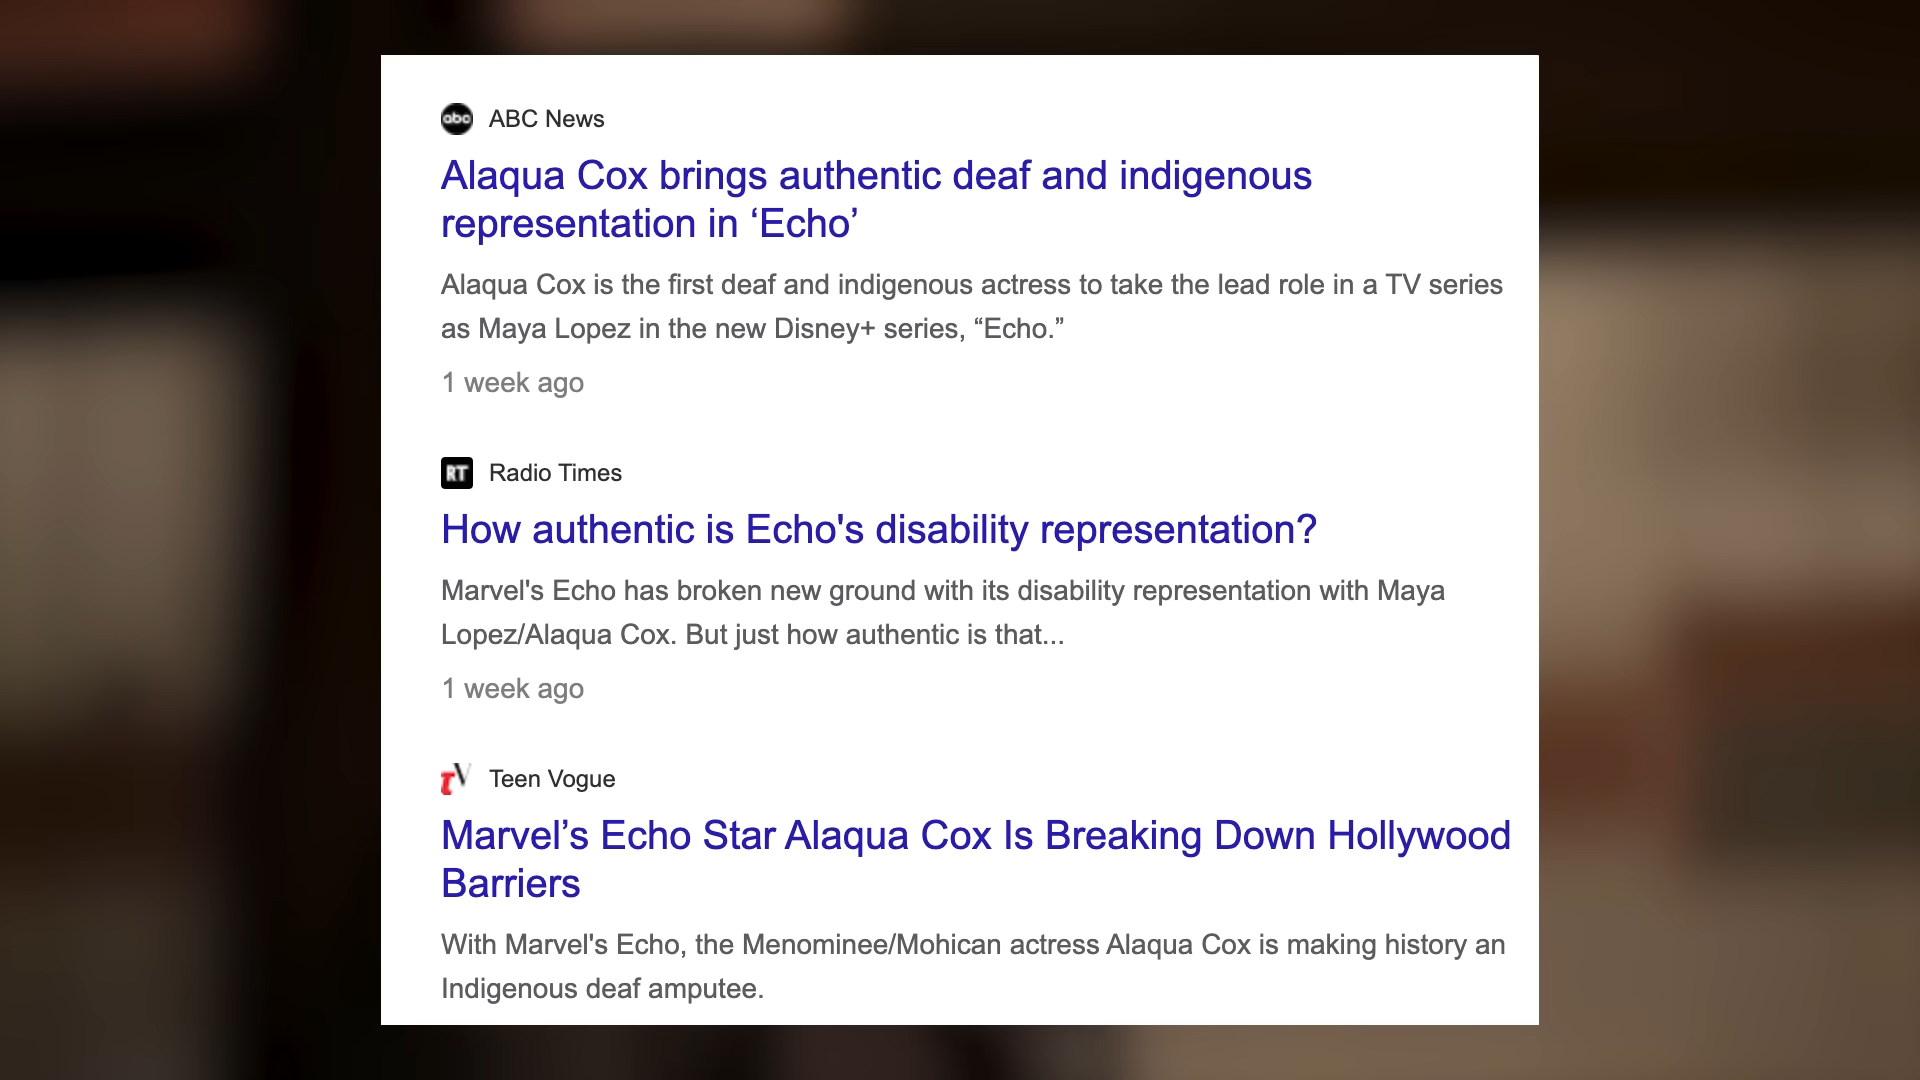 abc ABC News
Alaqua Cox brings authentic deaf and indigenous
representation in ‘Echo’
Alaqua Cox is the first deaf and indigenous actress to take the lead role in a TV series
as Maya Lopez in the new Disney+ series, “Echo.”
1 week ago
RT Radio Times
How authentic is Echo's disability representation?
Marvel's Echo has broken new ground with its disability representation with Maya
Lopez/Alaqua Cox. But just how authentic is that...
1 week ago
tV Teen Vogue
Marvel’s Echo Star Alaqua Cox Is Breaking Down Hollywood
Barriers
With Marvel's Echo, the Menominee/Mohican actress Alaqua Cox is making history an
Indigenous deaf amputee.